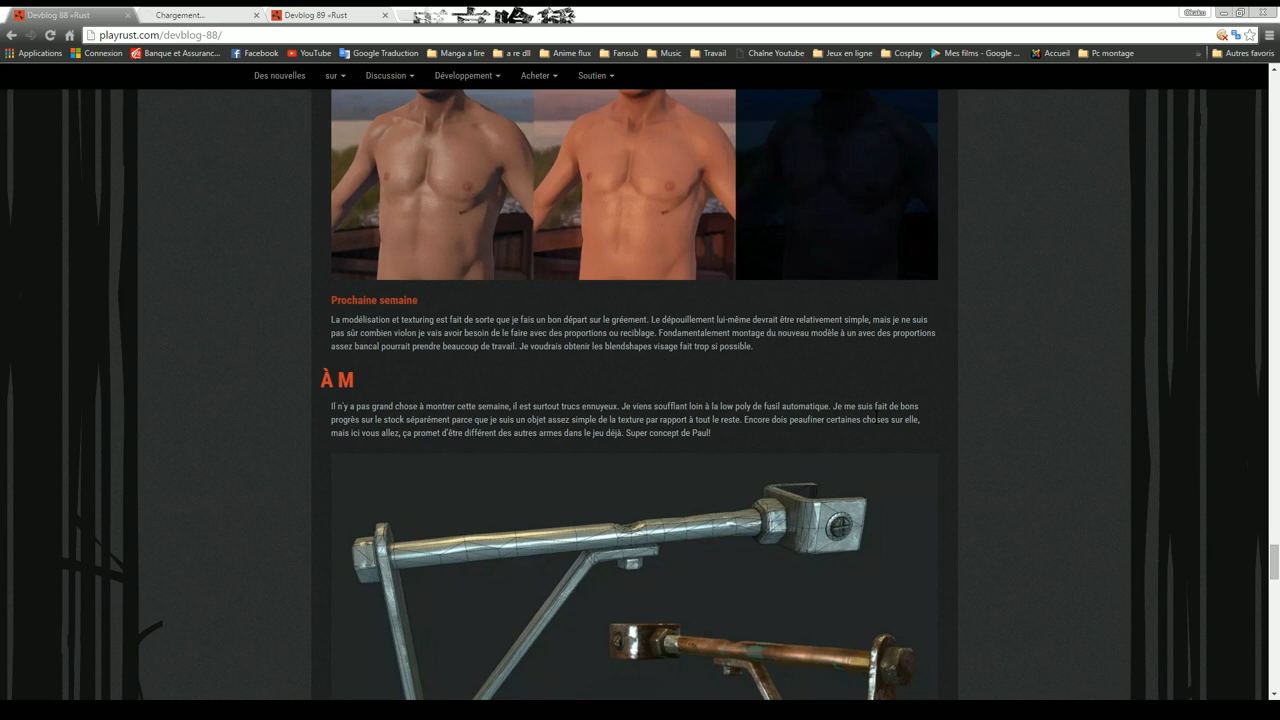 Devblog 88 »Rust
Chargement...
Devblog 89 »Rust
Okaku
playrust.com/devblog-88/
Applications
Connexion
Banque et Assuranc...
Facebook
YouTube
Google Traduction
Manga a lire
a re dl
Anime flux
Fansub
Music
Travail
Chaîne Youtube
Jeux en ligne
Cosplay
Mes films - Google ...
Accueil
Pc montage
»
Autres favoris
Des nouvelles
sur
Discussion
Développement
Acheter
Soutien
Prochaine semaine
La modélisation et texturing est fait de sorte que je fais un bon départ sur le gréement. Le dépouillement lui-même devrait être relativement simple, mais je ne suis
pas sûr combien violon je vais avoir besoin de le faire avec des proportions ou reciblage. Fondamentalement montage du nouveau modèle à un avec des proportions
assez bancal pourrait prendre beaucoup de travail. Je voudrais obtenir les blendshapes visage fait trop si possible.
À M
Il n'y a pas grand chose à montrer cette semaine, il est surtout trucs ennuyeux. Je viens soufflant loin à la low poly de fusil automatique. Je me suis fait de bons
progrès sur le stock séparément parce que je suis un objet assez simple de la texture par rapport à tout le reste. Encore dois peaufiner certaines choses sur elle,
mais ici vous allez, ça promet d'être différent des autres armes dans le jeu déjà. Super concept de Paul!